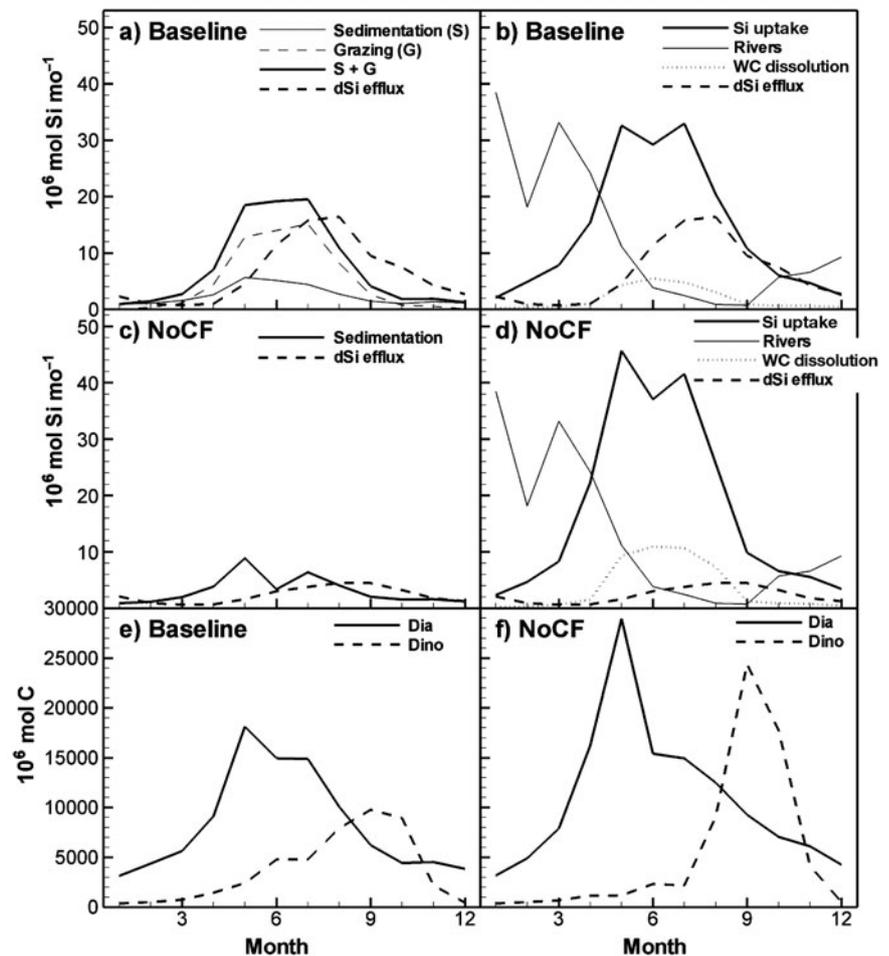 a) Baseline
Sedimentation (S)
Grazing (G)
S + G
dSi efflux
b) Baseline
Si uptake
Rivers
WC dissolution
dSi efflux
50
40
30
20
10
0
10⁶ mol Si mo⁻¹
c) NoCF
Sedimentation
dSi efflux
d) NoCF
Si uptake
Rivers
WC dissolution
dSi efflux
50
40
30
20
10
10⁶ mol Si mo⁻¹
30000
e) Baseline
Dia
Dino
f) NoCF
Dia
Dino
25000
20000
15000
10000
5000
0
10⁶ mol C
3 6 9 12 3 6 9 12
Month Month